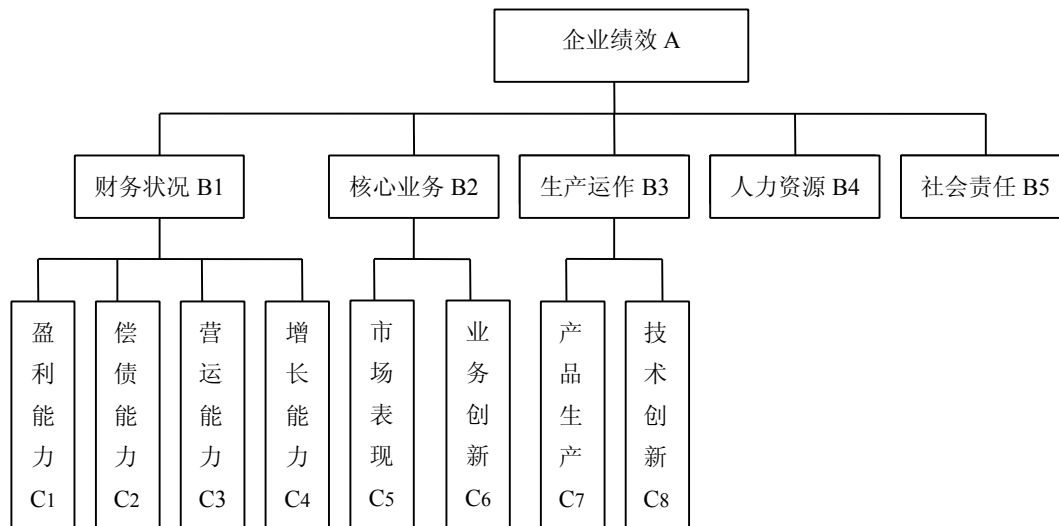 企业绩效 A
财务状况 B1
核心业务 B2
生产运作 B3
人力资源 B4
社会责任 B5
盈利能力 C1
偿债能力 C2
营运能力 C3
增长能力 C4
市场表现 C5
业务创新 C6
产品生产 C7
技术创新 C8